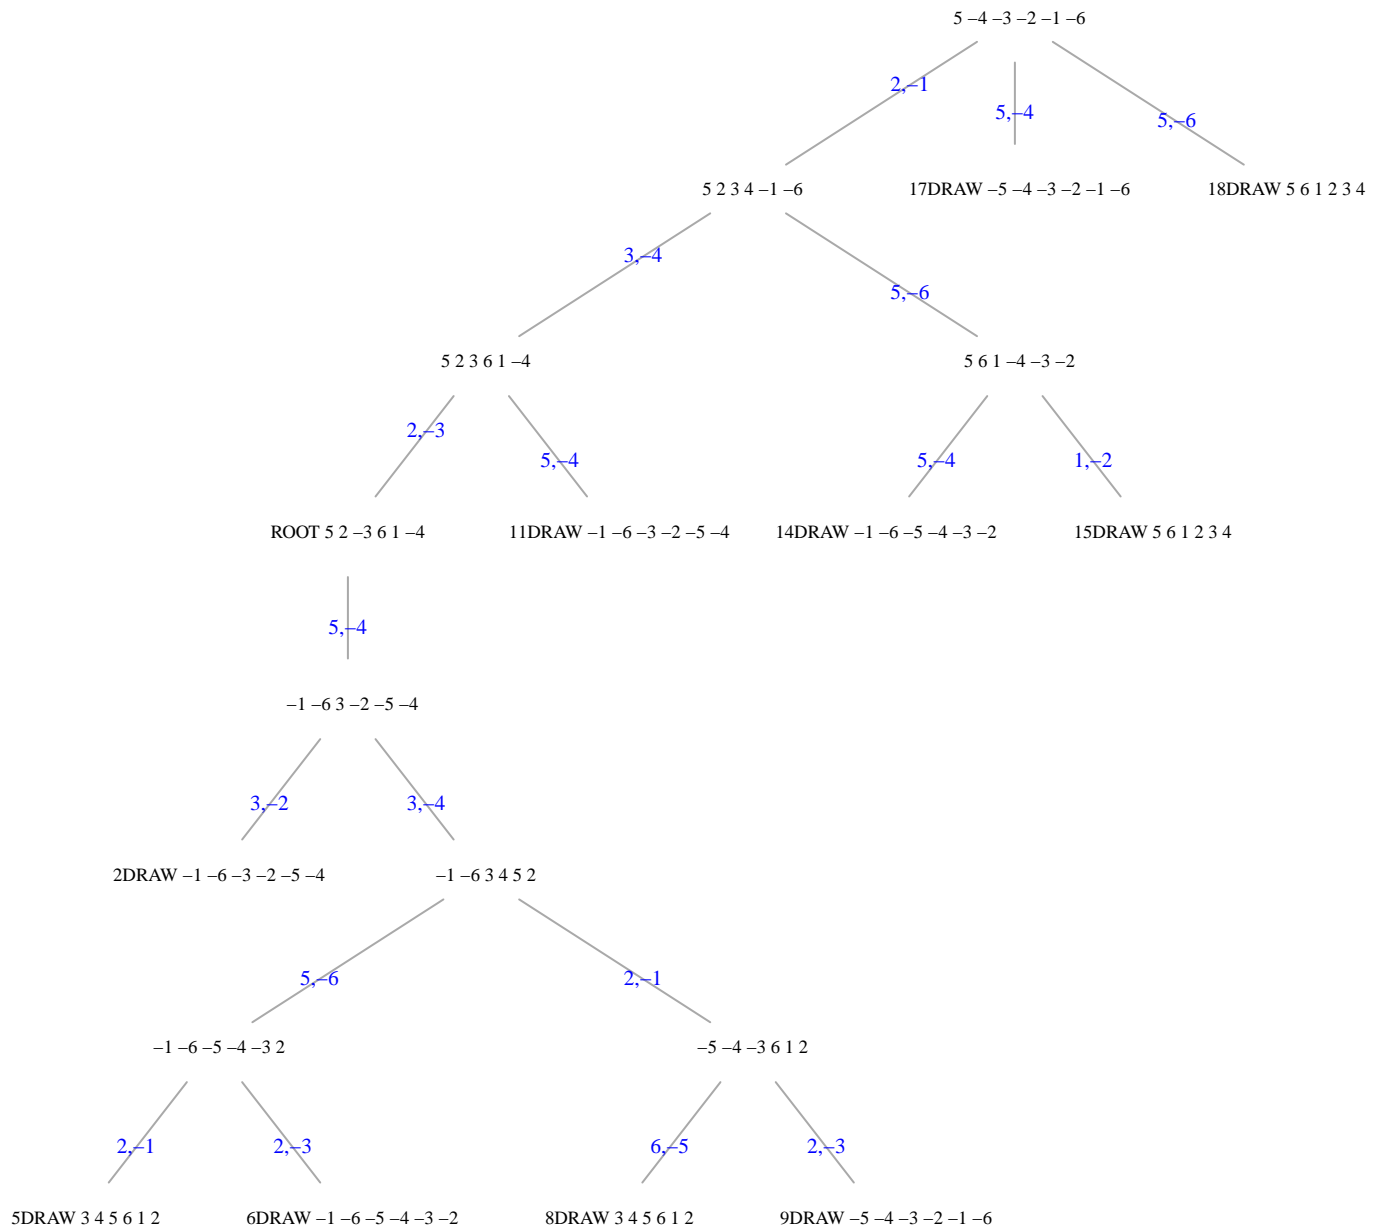 5 –4 –3 –2 –1 –6
2,–1
5,–4
5,–6
5 2 3 4 –1 –6
17DRAW –5 –4 –3 –2 –1 –6
18DRAW 5 6 1 2 3 4
3,–4
5,–6
5 2 3 6 1 –4
5 6 1 –4 –3 –2
2,–3
5,–4
5,–4
1,–2
ROOT 5 2 –3 6 1 –4
11DRAW –1 –6 –3 –2 –5 –4
14DRAW –1 –6 –5 –4 –3 –2
15DRAW 5 6 1 2 3 4
5,–4
–1 –6 3 –2 –5 –4
3,–2
3,–4
2DRAW –1 –6 –3 –2 –5 –4
–1 –6 3 4 5 2
5,–6
2,–1
–1 –6 –5 –4 –3 2
–5 –4 –3 6 1 2
2,–1
2,–3
6,–5
2,–3
5DRAW 3 4 5 6 1 2
6DRAW –1 –6 –5 –4 –3 –2
8DRAW 3 4 5 6 1 2
9DRAW –5 –4 –3 –2 –1 –6